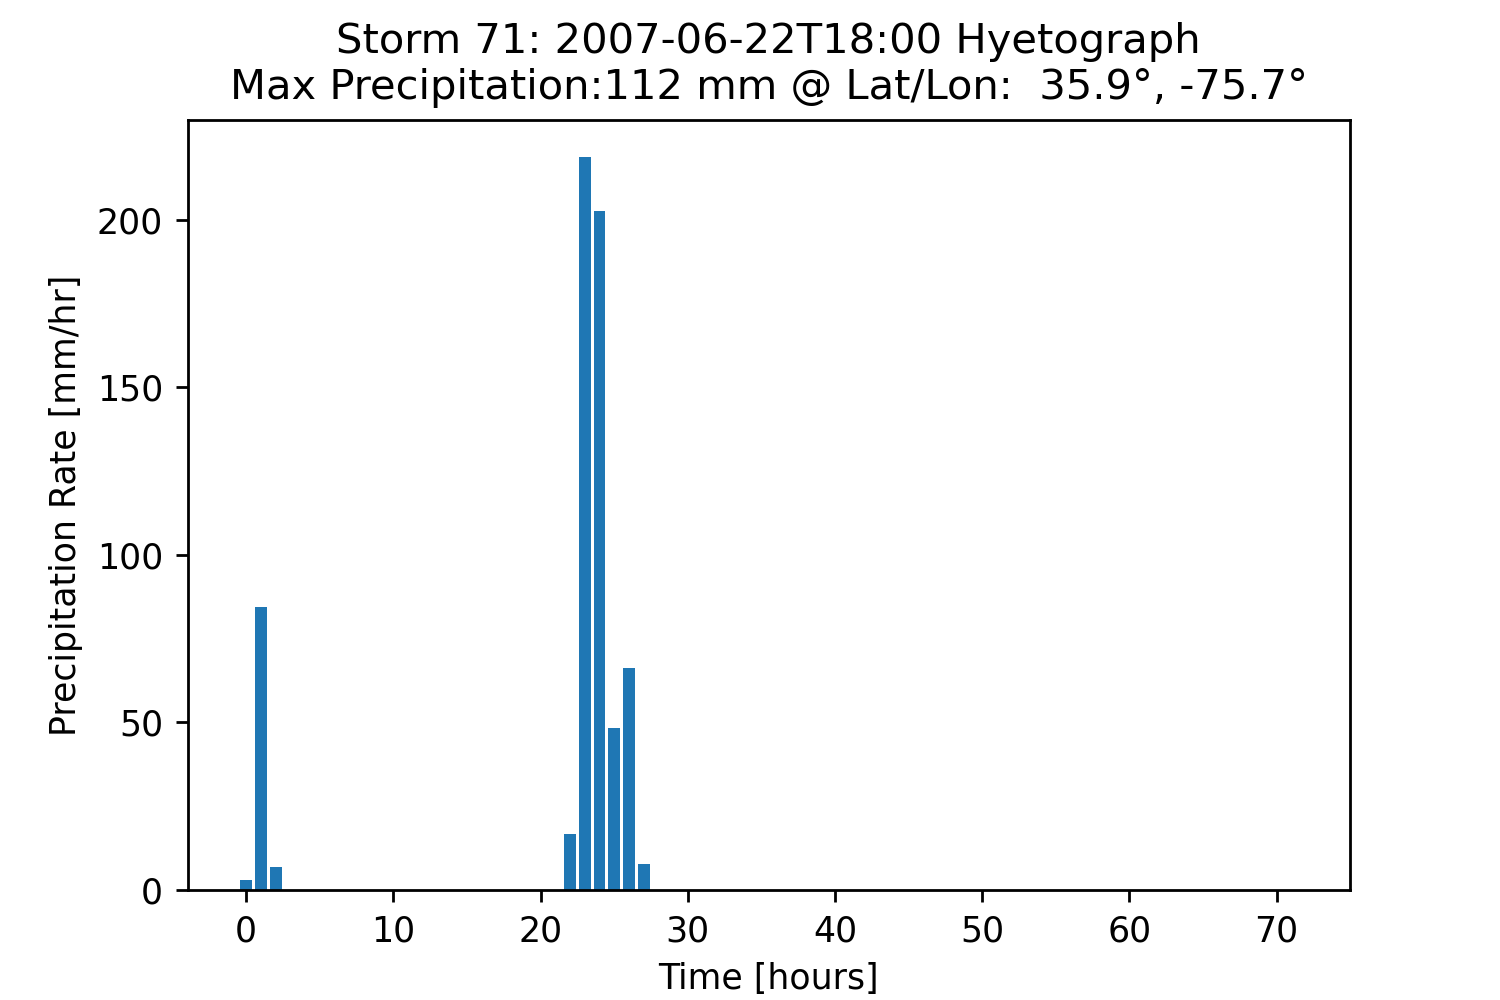 Storm 71: 2007-06-22T18:00 Hyetograph
Max Precipitation:112 mm @ Lat/Lon:  35.9°, -75.7°
Precipitation Rate [mm/hr]
200
150
100
50
0
0 10 20 30 40 50 60 70
Time [hours]